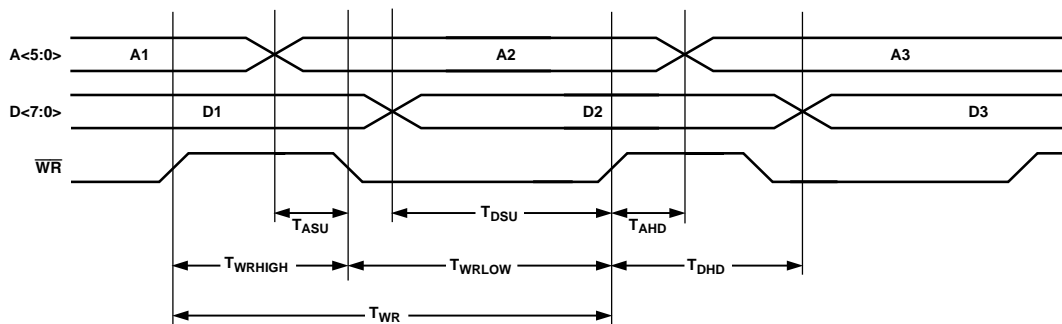 A<5:0> A1 A2 A3
D<7:0> D1 D2 D3
WR
TASU TDSU TAHD
TWRHIGH TWRLOW TDHD
TWR